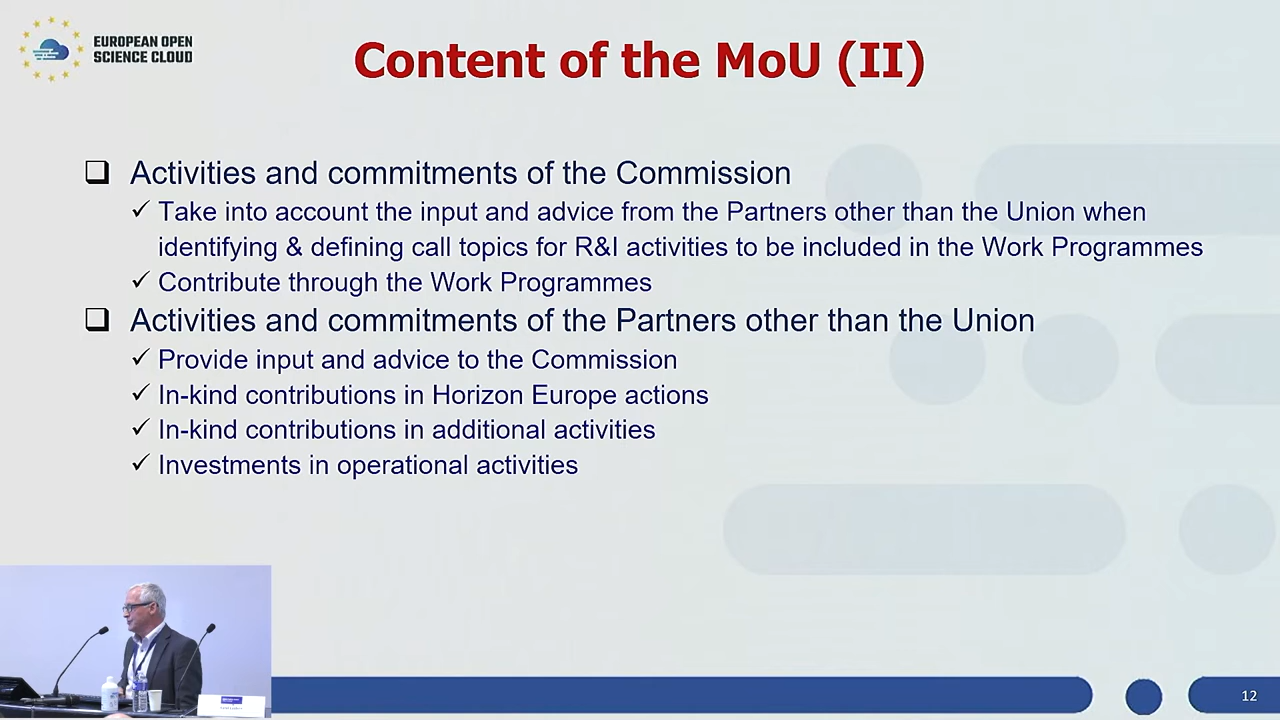 EUROPEAN OPEN
SCIENCE CLOUD
Content of the MoU (II)
Activities and commitments of the Commission
Take into account the input and advice from the Partners other than the Union when
identifying & defining call topics for R&I activities to be included in the Work Programmes
Contribute through the Work Programmes
Activities and commitments of the Partners other than the Union
Provide input and advice to the Commission
In-kind contributions in Horizon Europe actions
In-kind contributions in additional activities
Investments in operational activities
12